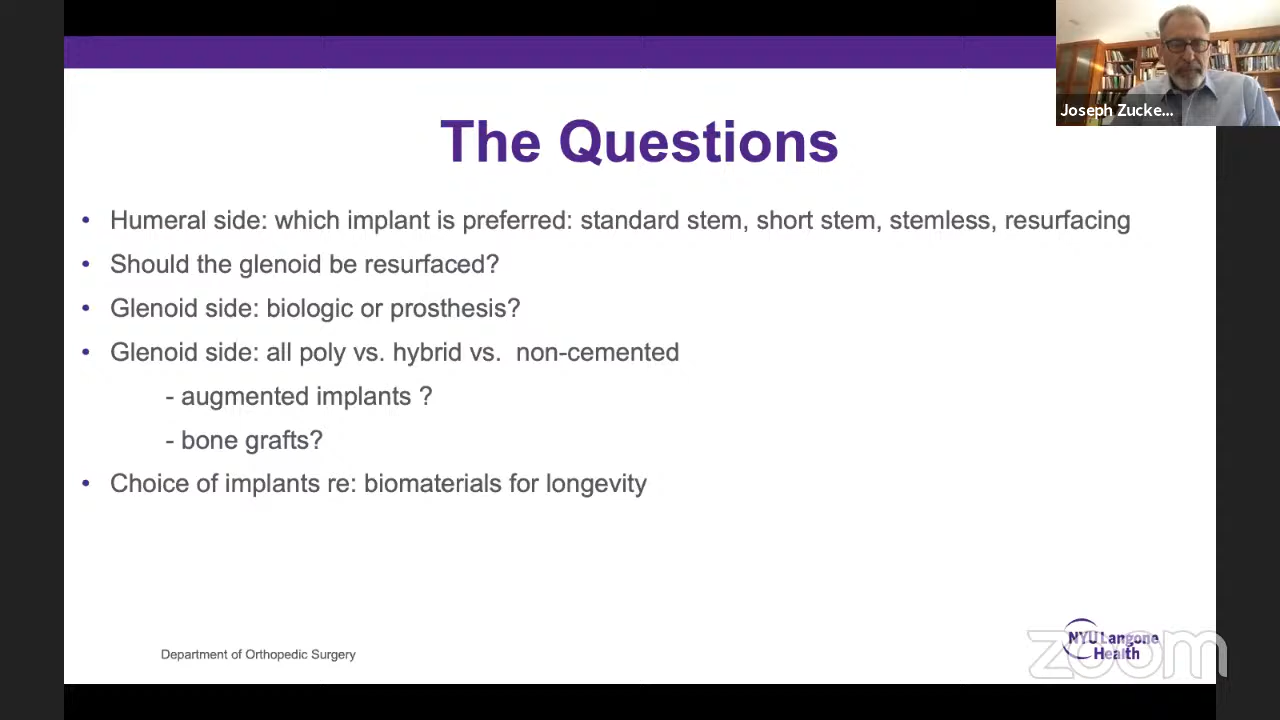 Joseph Zucke...
The Questions
• Humeral side: which implant is preferred: standard stem, short stem, stemless, resurfacing
• Should the glenoid be resurfaced?
• Glenoid side: biologic or prosthesis?
• Glenoid side: all poly vs. hybrid vs. non-cemented
- augmented implants ?
- bone grafts?
• Choice of implants re: biomaterials for longevity
Department of Orthopedic Surgery
NYU Langone
Health
zoom